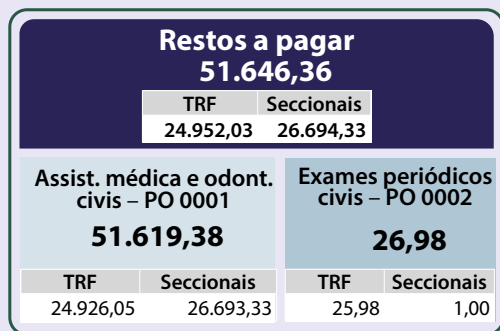 Restos a pagar
51.646,36
TRF Seccionais
24.952,03 26.694,33
Assist. médica e odont.
civis – PO 0001
51.619,38
TRF Seccionais
24.926,05 26.693,33
Exames periódicos
civis – PO 0002
26,98
TRF Seccionais
25,98 1,00